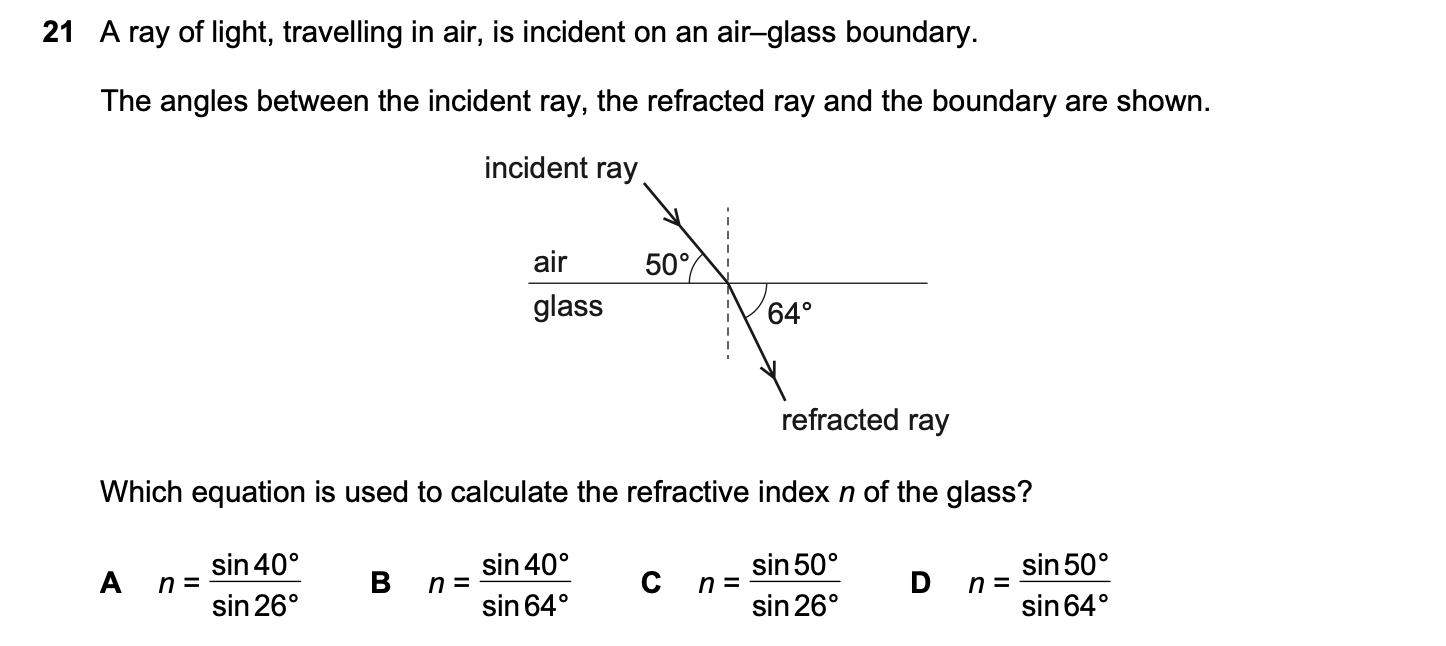 21 A ray of light, travelling in air, is incident on an air–glass boundary.
The angles between the incident ray, the refracted ray and the boundary are shown.
incident ray
air
50°
glass
64°
refracted ray
Which equation is used to calculate the refractive index n of the glass?
A n = sin 40° / sin 26° B n = sin 40° / sin 64° C n = sin 50° / sin 26° D n = sin 50° / sin 64°